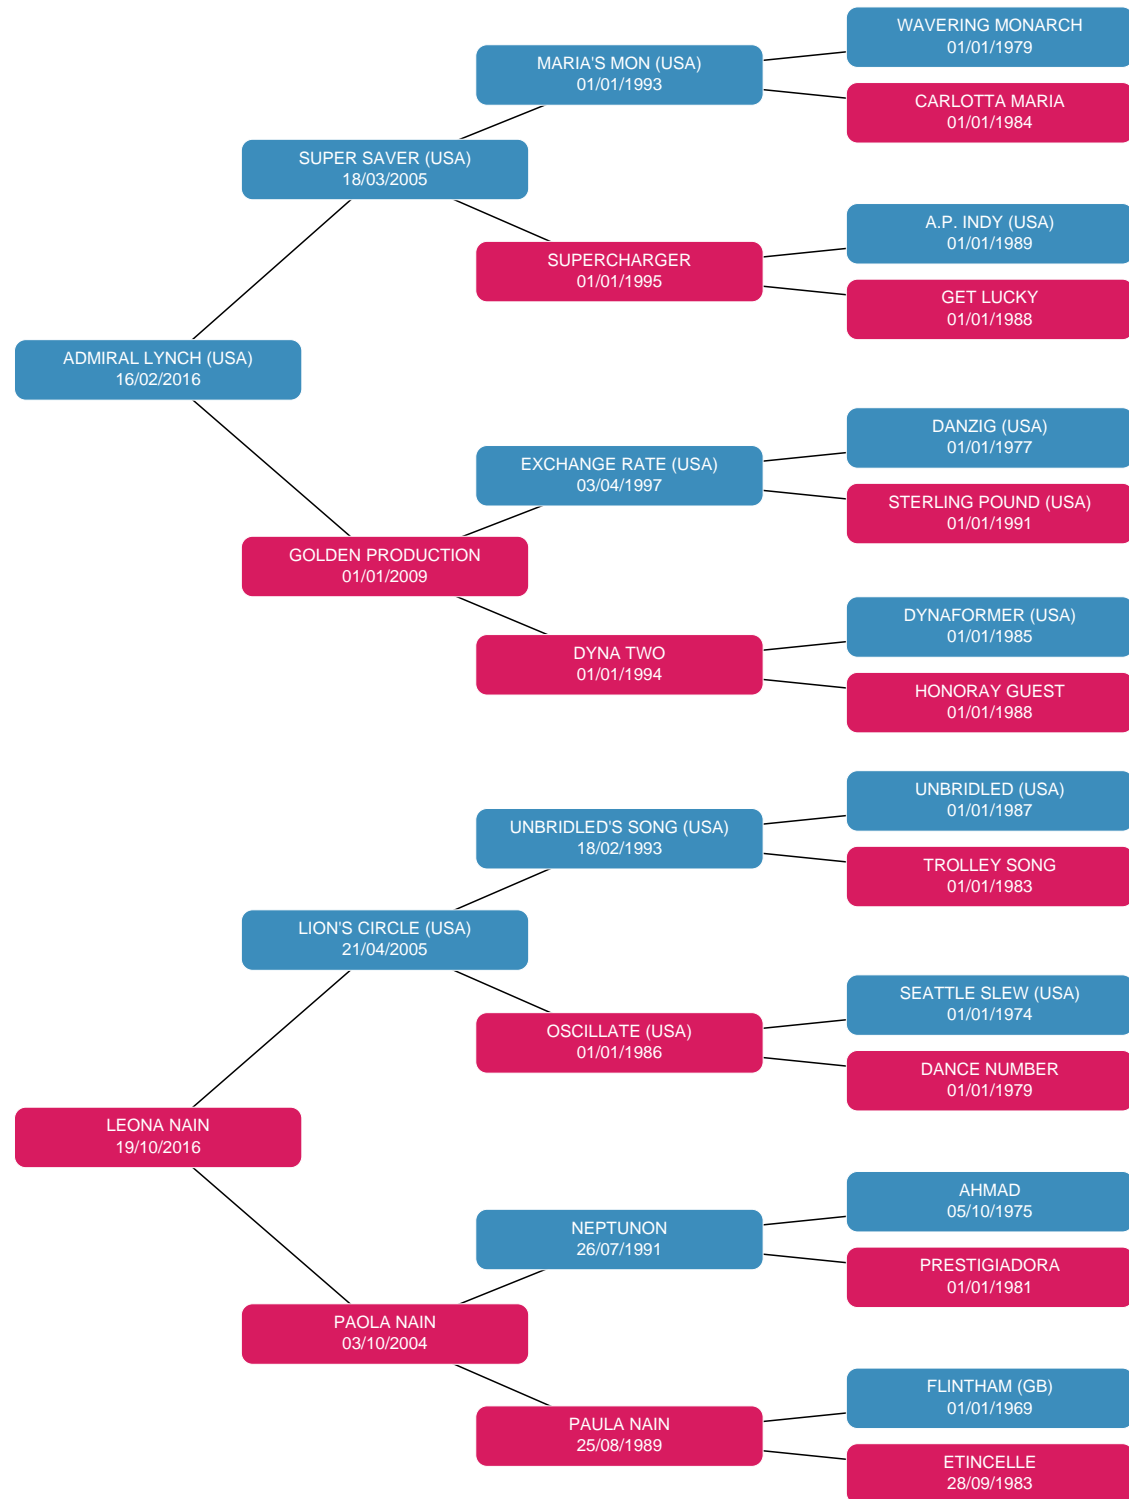 WAVERING MONARCH
01/01/1979
MARIA'S MON (USA)
01/01/1993
CARLOTTA MARIA
01/01/1984
SUPER SAVER (USA)
18/03/2005
A.P. INDY (USA)
01/01/1989
SUPERCHARGER
01/01/1995
GET LUCKY
01/01/1988
ADMIRAL LYNCH (USA)
16/02/2016
DANZIG (USA)
01/01/1977
EXCHANGE RATE (USA)
03/04/1997
STERLING POUND (USA)
01/01/1991
GOLDEN PRODUCTION
01/01/2009
DYNAFORMER (USA)
01/01/1985
DYNA TWO
01/01/1994
HONORAY GUEST
01/01/1988
UNBRIDLED (USA)
01/01/1987
UNBRIDLED'S SONG (USA)
18/02/1993
TROLLEY SONG
01/01/1983
LION'S CIRCLE (USA)
21/04/2005
SEATTLE SLEW (USA)
01/01/1974
OSCILLATE (USA)
01/01/1986
DANCE NUMBER
01/01/1979
LEONA NAIN
19/10/2016
AHMAD
05/10/1975
NEPTUNON
26/07/1991
PRESTIGIADORA
01/01/1981
PAOLA NAIN
03/10/2004
FLINTHAM (GB)
01/01/1969
PAULA NAIN
25/08/1989
ETINCELLE
28/09/1983